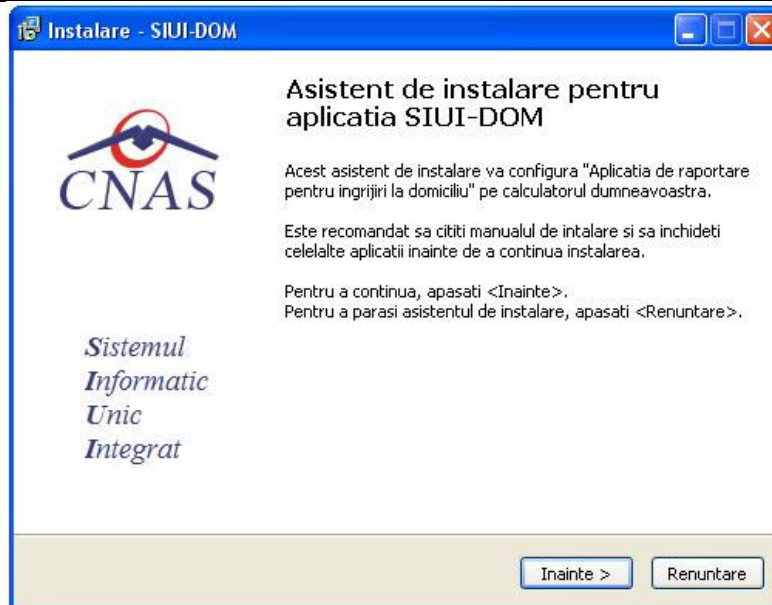 Instalare - SIUI-DOM
Asistent de instalare pentru
aplicatia SIUI-DOM
CNAS
Acest asistent de instalare va configura "Aplicatia de raportare
pentru ingrijiri la domiciliu" pe calculatorul dumneavoastra.
Este recomandat sa cititi manualul de intalare si sa inchideti
celelalte aplicatii inainte de a continua instalarea.
Pentru a continua, apasati <Inainte>.
Pentru a parasi asistentul de instalare, apasati <Renuntare>.
Sistemul
Informatic
Unic
Integrat
Inainte >
Renuntare